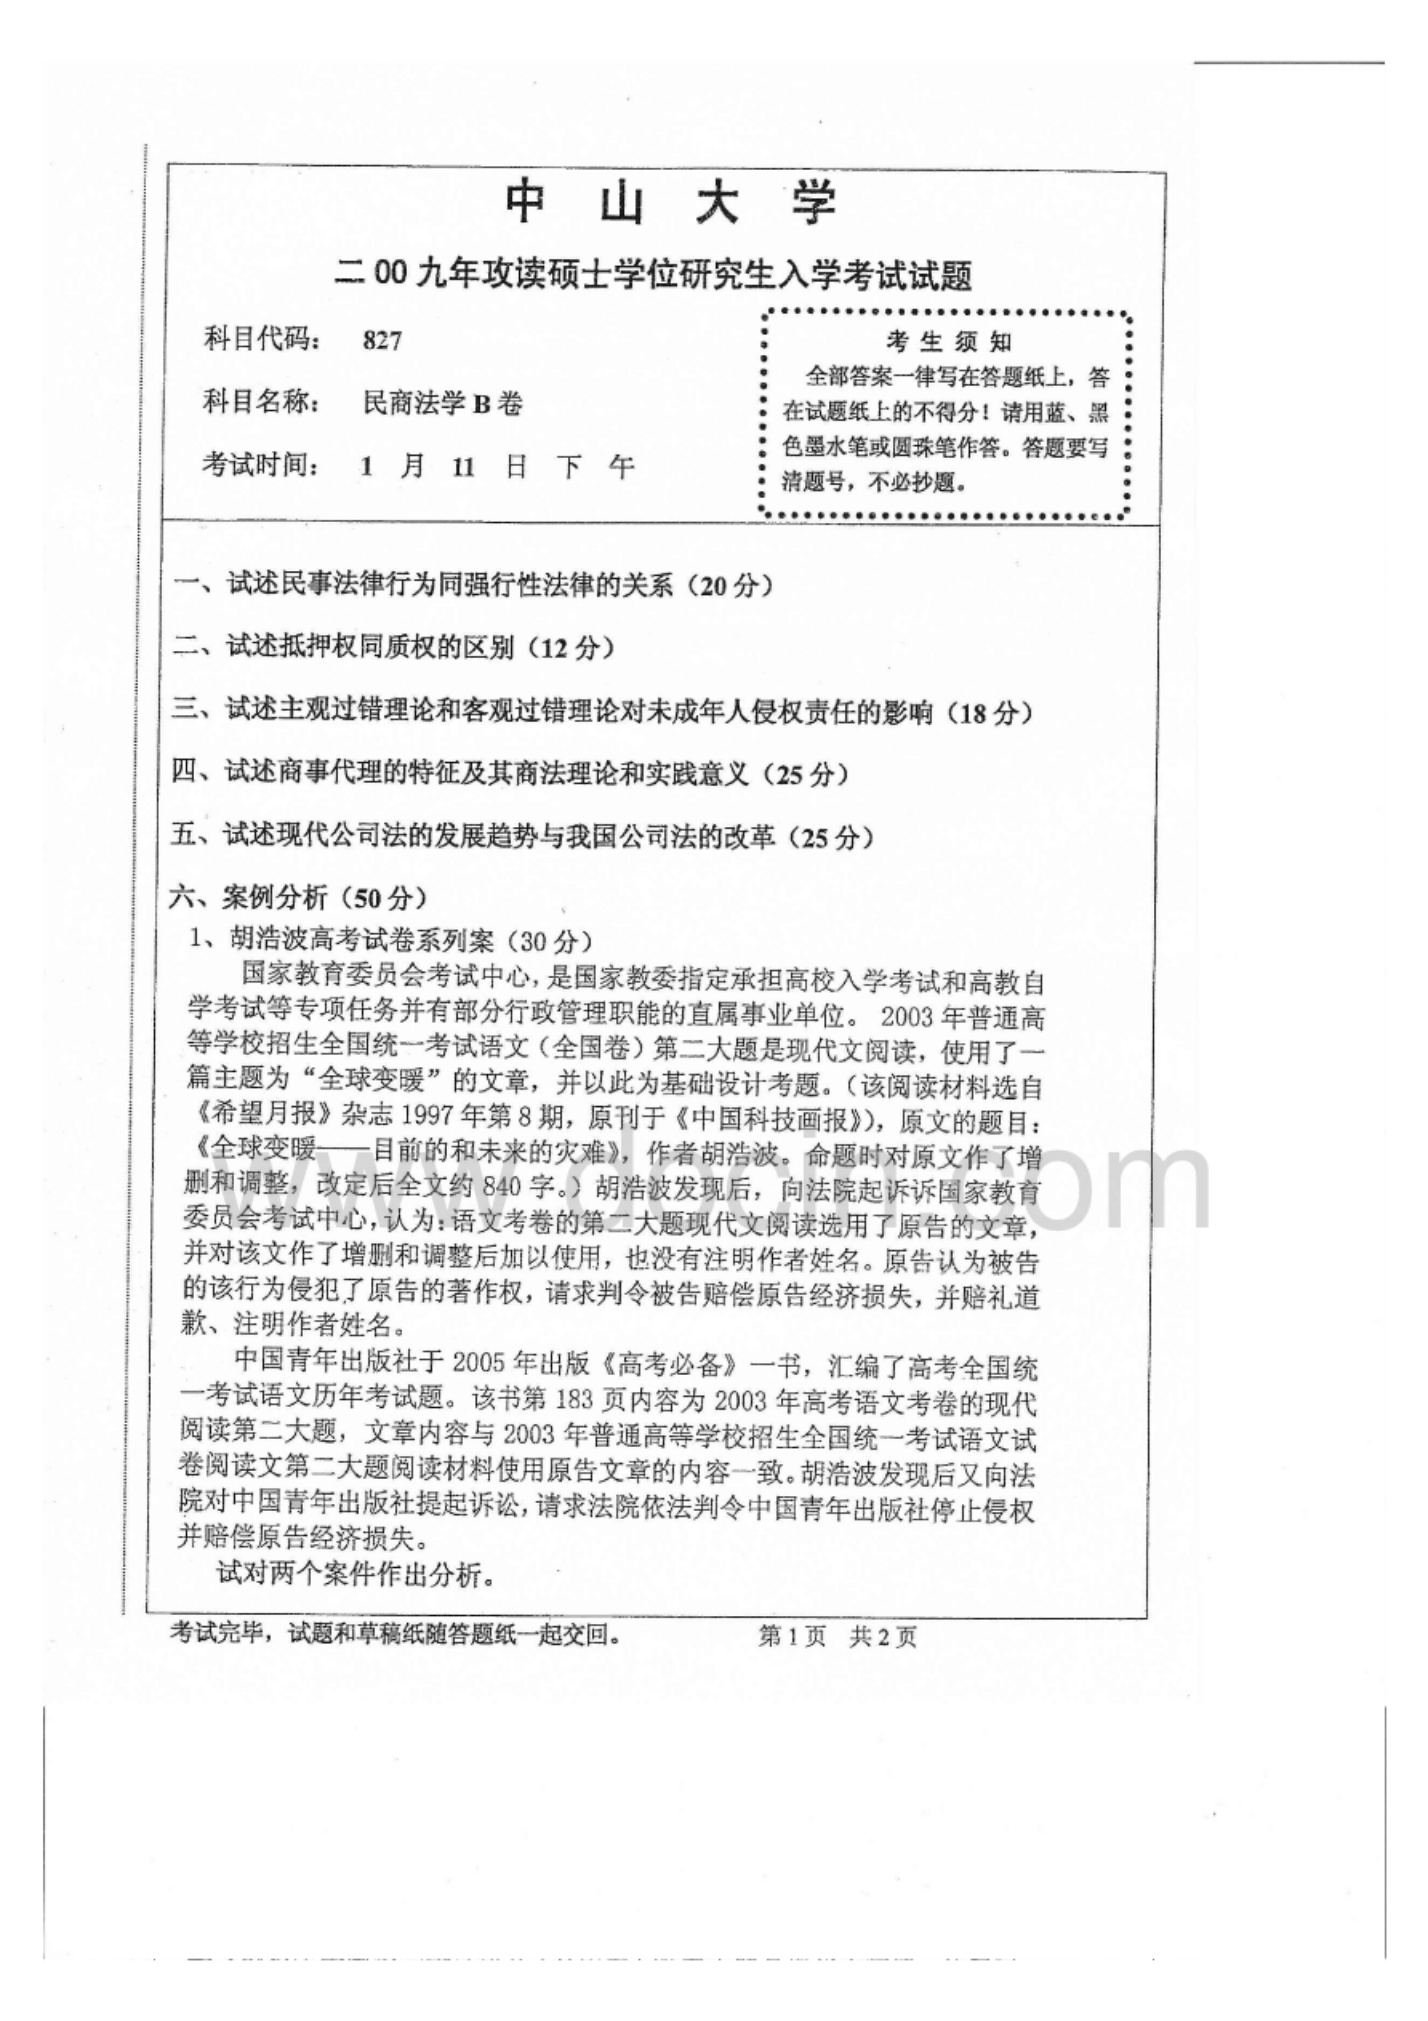 中山大学
二00九年攻读硕士学位研究生入学考试试题
科目代码： 827
科目名称： 民商法学B卷
考试时间： 1 月 11 日 下 午
考 生 须 知
全部答案一律写在答题纸上，答
在试题纸上的不得分！请用蓝、黑
色墨水笔或圆珠笔作答。答题要写
清题号，不必抄题。
一、试述民事法律行为同强行性法律的关系（20分）
二、试述抵押权同质权的区别（12分）
三、试述主观过错理论和客观过错理论对未成年人侵权责任的影响（18分）
四、试述商事代理的特征及其商法理论和实践意义（25分）
五、试述现代公司法的发展趋势与我国公司法的改革（25分）
六、案例分析（50分）
1、胡浩波高考试卷系列案（30分）
国家教育委员会考试中心，是国家教委指定承担高校入学考试和高教自
学考试等专项任务并有部分行政管理职能的直属事业单位。 2003年普通高
等学校招生全国统一考试语文（全国卷）第二大题是现代文阅读，使用了一
篇主题为“全球变暖”的文章，并以此为基础设计考题。（该阅读材料选自
《希望月报》杂志1997年第8期，原刊于《中国科技画报》），原文的题目：
《全球变暖——目前的和未来的灾难》，作者胡浩波。命题时对原文作了增
删和调整，改定后全文约840字。）胡浩波发现后，向法院起诉诉国家教育
委员会考试中心，认为：语文考卷的第二大题现代文阅读选用了原告的文章，
并对该文作了增删和调整后加以使用，也没有注明作者姓名。原告认为被告
的该行为侵犯了原告的著作权，请求判令被告赔偿原告经济损失，并赔礼道
歉、注明作者姓名。
中国青年出版社于2005年出版《高考必备》一书，汇编了高考全国统
一考试语文历年考试题。该书第183页内容为2003年高考语文考卷的现代
阅读第二大题，文章内容与2003年普通高等学校招生全国统一考试语文试
卷阅读文第二大题阅读材料使用原告文章的内容一致。胡浩波发现后又向法
院对中国青年出版社提起诉讼，请求法院依法判令中国青年出版社停止侵权
并赔偿原告经济损失。
试对两个案件作出分析。
考试完毕，试题和草稿纸随答题纸一起交回。 第1页 共2页
www.docin.com